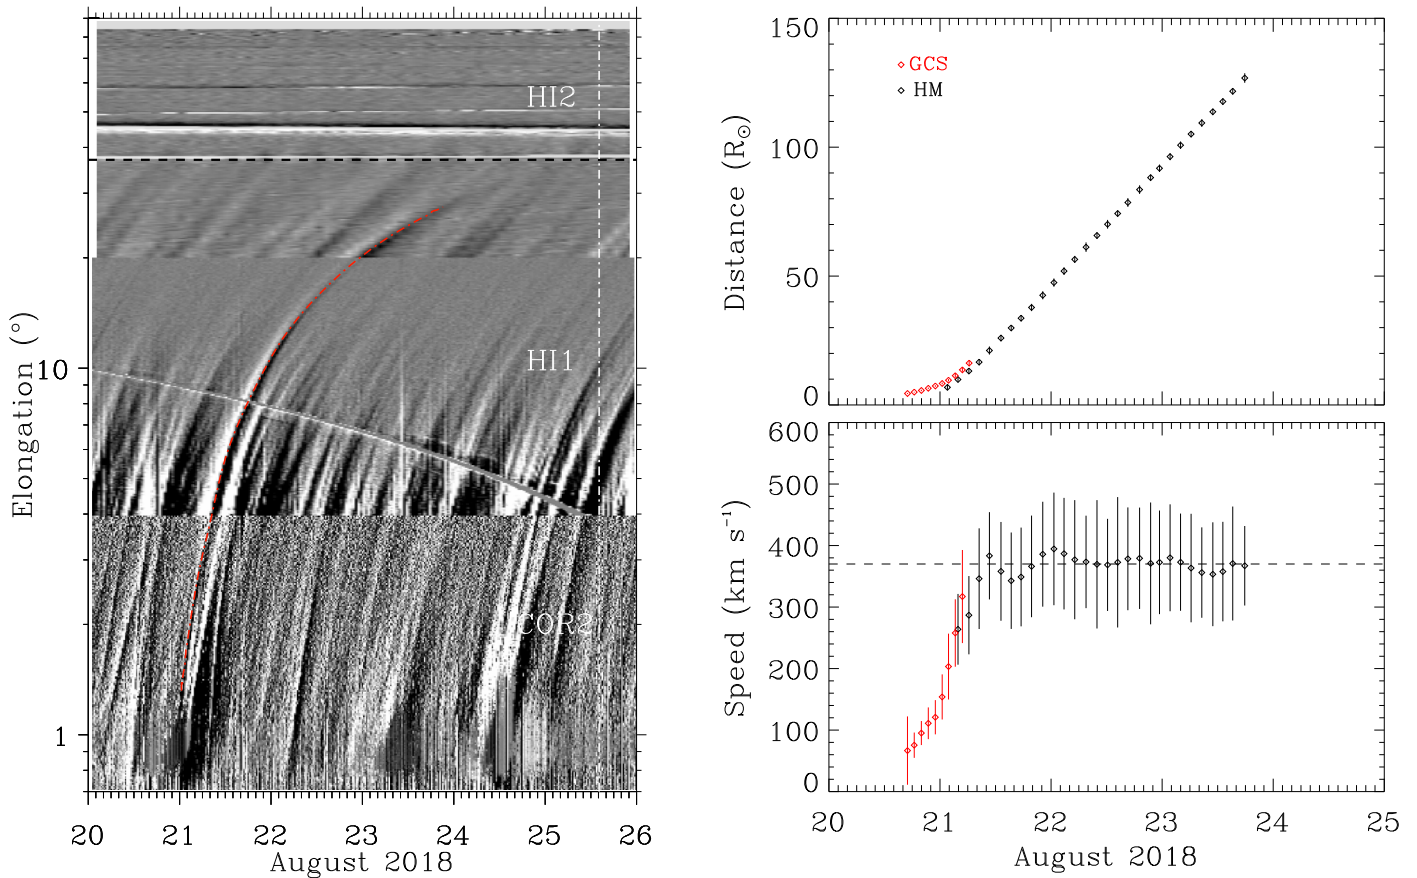 HI2
HI1
COR2
Elongation (°)
10
1
20 21 22 23 24 25 26
August 2018
GCS
HM
Distance (R⊙)
150
100
50
0
Speed (km s⁻¹)
600
500
400
300
200
100
0
20 21 22 23 24 25
August 2018